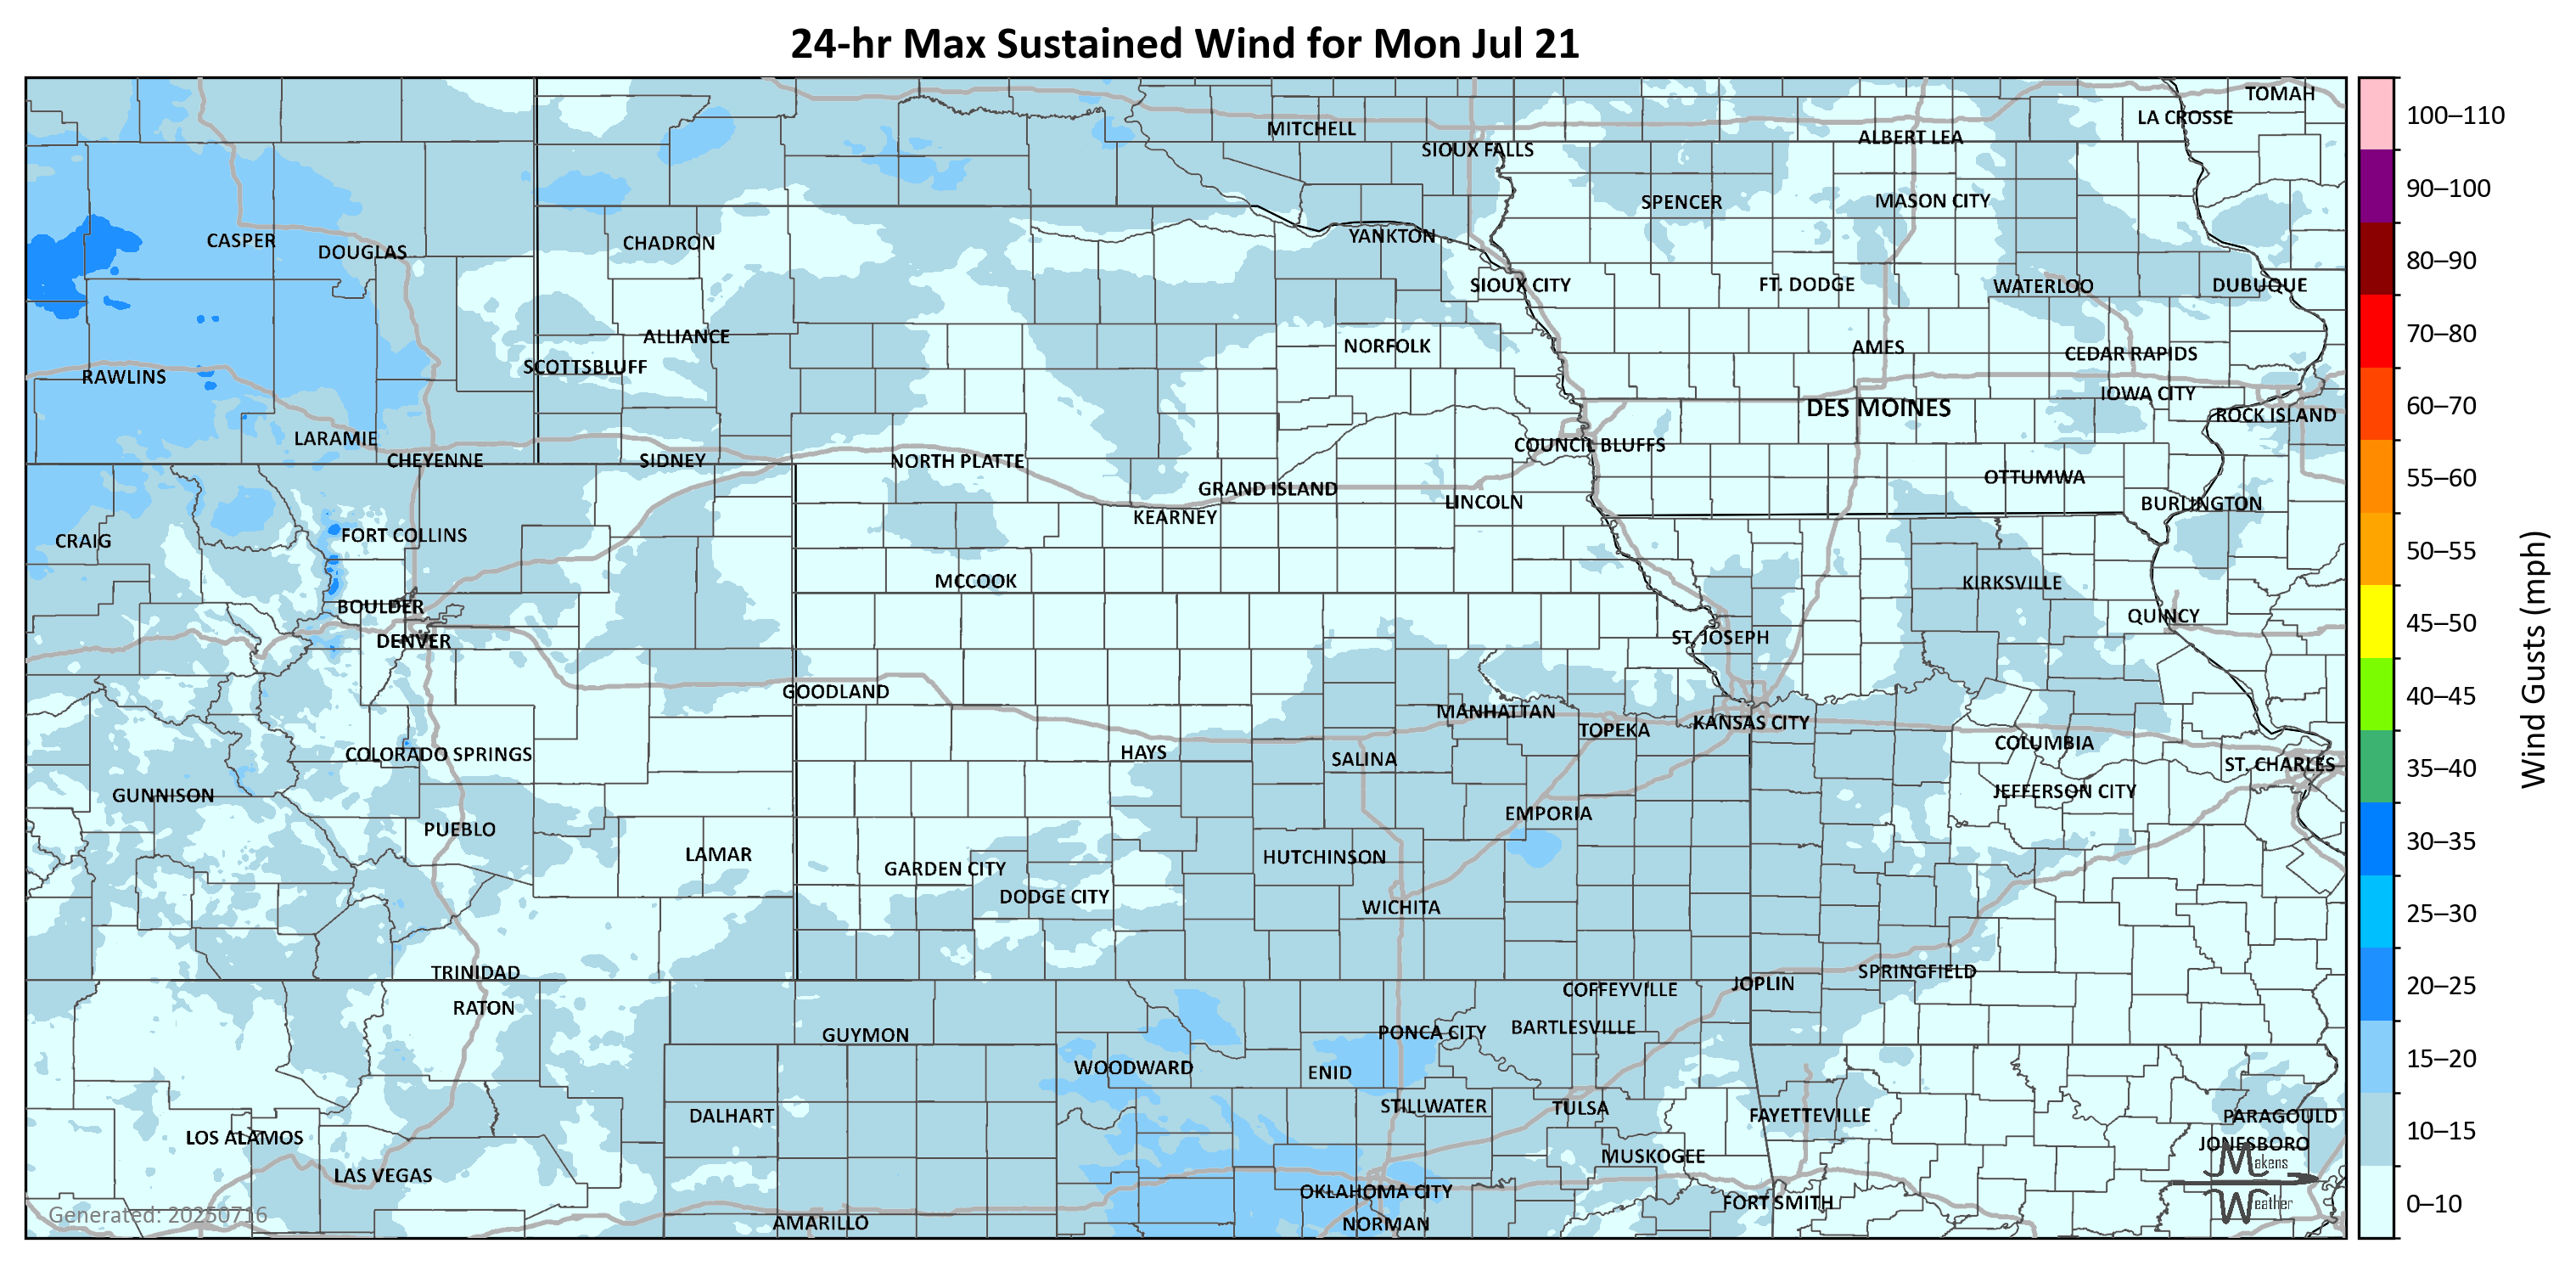 24-hr Max Sustained Wind for Mon Jul 21
TOMAH
LA CROSSE
MITCHELL
ALBERT LEA
SIOUX FALLS
SPENCER
MASON CITY
CASPER
DOUGLAS
CHADRON
YANKTON
SIOUX CITY
FT. DODGE
WATERLOO
DUBUQUE
ALLIANCE
NORFOLK
AMES
CEDAR RAPIDS
SCOTTSBLUFF
RAWLINS
IOWA CITY
DES MOINES
ROCK ISLAND
LARAMIE
COUNCIL BLUFFS
CHEYENNE
SIDNEY
NORTH PLATTE
OTTUMWA
GRAND ISLAND
LINCOLN
BURLINGTON
KEARNEY
CRAIG
FORT COLLINS
MCCOOK
KIRKSVILLE
BOULDER
QUINCY
DENVER
ST. JOSEPH
GOODLAND
MANHATTAN
TOPEKA
KANSAS CITY
COLUMBIA
COLORADO SPRINGS
HAYS
SALINA
ST. CHARLES
GUNNISON
JEFFERSON CITY
EMPORIA
PUEBLO
LAMAR
HUTCHINSON
GARDEN CITY
DODGE CITY
WICHITA
TRINIDAD
SPRINGFIELD
JOPLIN
COFFEYVILLE
RATON
BARTLESVILLE
PONCA CITY
GUYMON
WOODWARD
ENID
STILLWATER
TULSA
DALHART
FAYETTEVILLE
PARAGOULD
LOS ALAMOS
JONESBORO
MUSKOGEE
LAS VEGAS
OKLAHOMA CITY
FORT SMITH
AMARILLO
NORMAN
Makens
Weather
Generated: 20250716
100–110
90–100
80–90
70–80
60–70
55–60
50–55
45–50
40–45
35–40
30–35
25–30
20–25
15–20
10–15
0–10
Wind Gusts (mph)